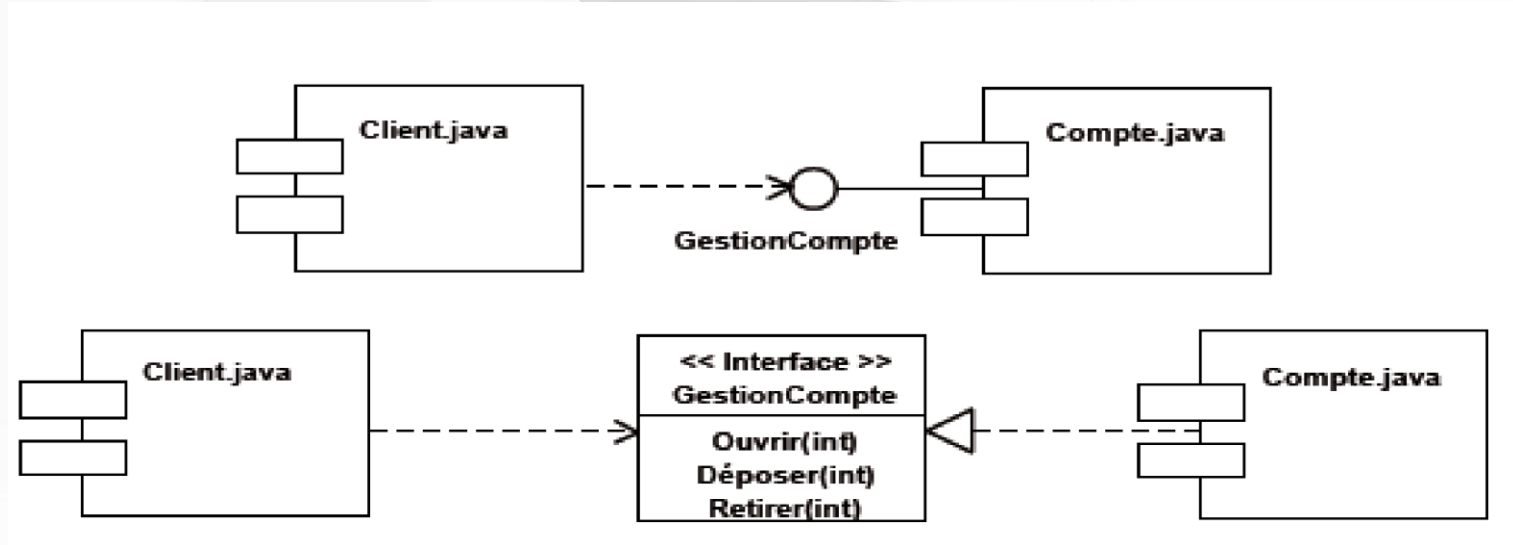 Client.java
Compte.java
GestionCompte
Client.java
<< Interface >>
GestionCompte
Compte.java
Ouvrir(int)
Déposer(int)
Retirer(int)